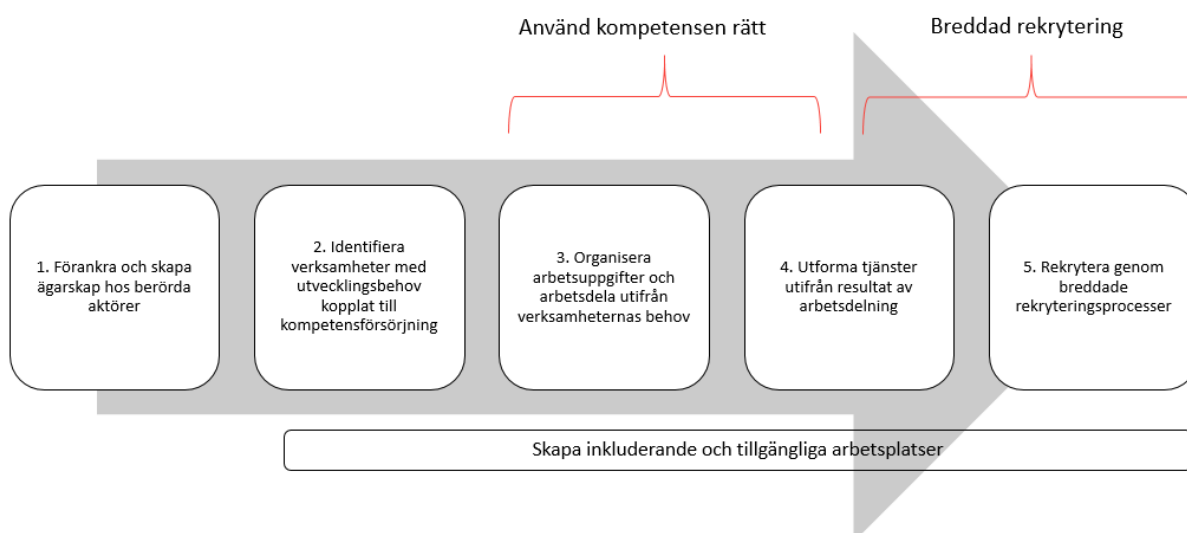 Använd kompetensen rätt
Breddad rekrytering
1. Förankra och skapa
ägarskap hos berörda
aktörer
2. Identifiera
verksamheter med
utvecklingsbehov
kopplat till
kompetensförsörjning
3. Organisera
arbetsuppgifter och
arbetsdela utifrån
verksamheternas behov
4. Utforma tjänster
utifrån resultat av
arbetsdelning
5. Rekrytera genom
breddade
rekryteringsprocesser
Skapa inkluderande och tillgängliga arbetsplatser